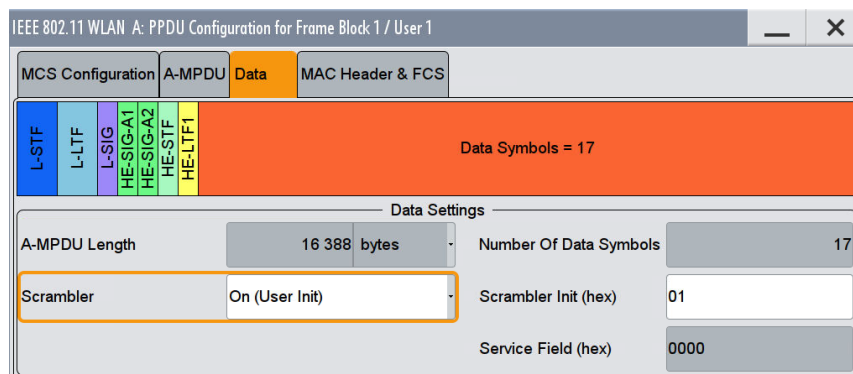 IEEE 802.11 WLAN A: PPDU Configuration for Frame Block 1 / User 1
MCS Configuration A-MPDU Data MAC Header & FCS
L-STF L-LTF L-SIG HE-SIG-A1 HE-SIG-A2 HE-STF HE-LTF1 Data Symbols = 17
Data Settings
A-MPDU Length 16 388 bytes Number Of Data Symbols 17
Scrambler On (User Init) Scrambler Init (hex) 01
Service Field (hex) 0000